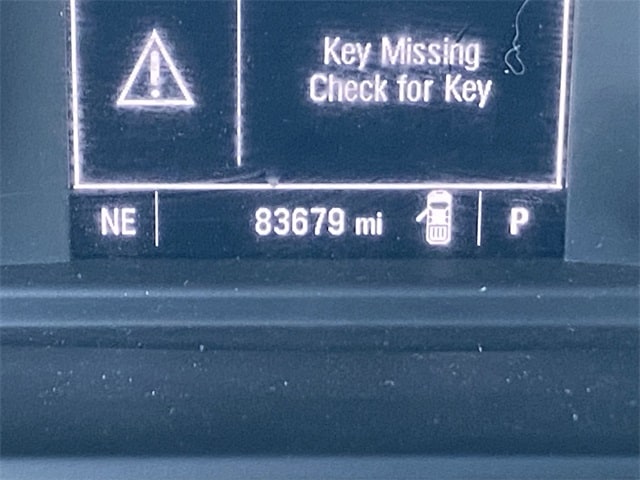 Key Missing
Check for Key
NE 83679 mi P